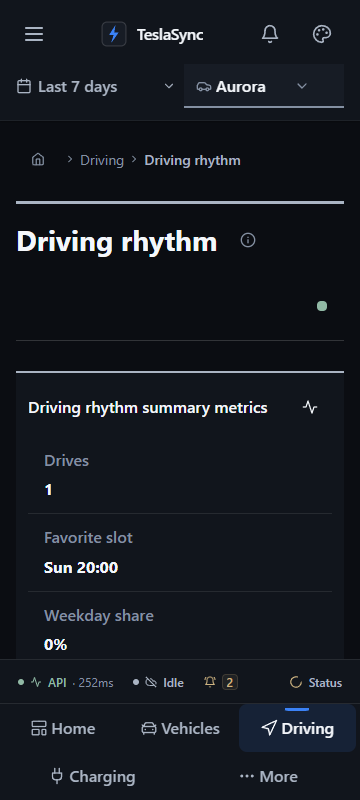 TeslaSync
Last 7 days
Aurora
Driving
Driving rhythm
Driving rhythm
Driving rhythm summary metrics
Drives
1
Favorite slot
Sun 20:00
Weekday share
0%
API · 252ms
Idle
2
Status
Home
Vehicles
Driving
Charging
More